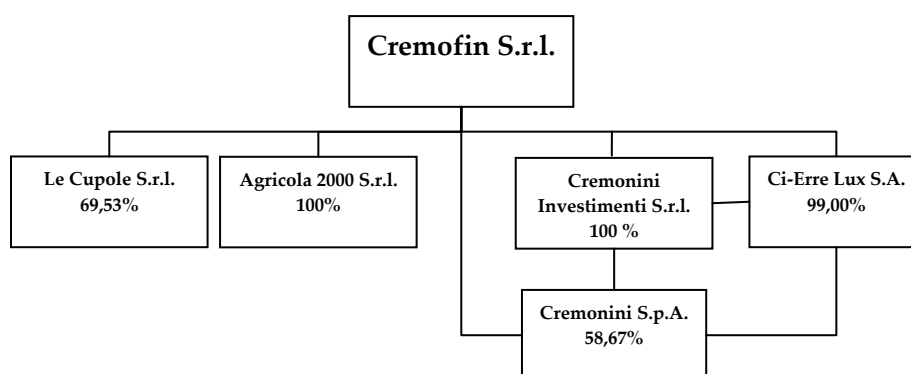 Cremofin S.r.l.
Le Cupole S.r.l.
69,53%
Agricola 2000 S.r.l.
100%
Cremonini
Investimenti S.r.l.
100 %
Ci-Erre Lux S.A.
99,00%
Cremonini S.p.A.
58,67%